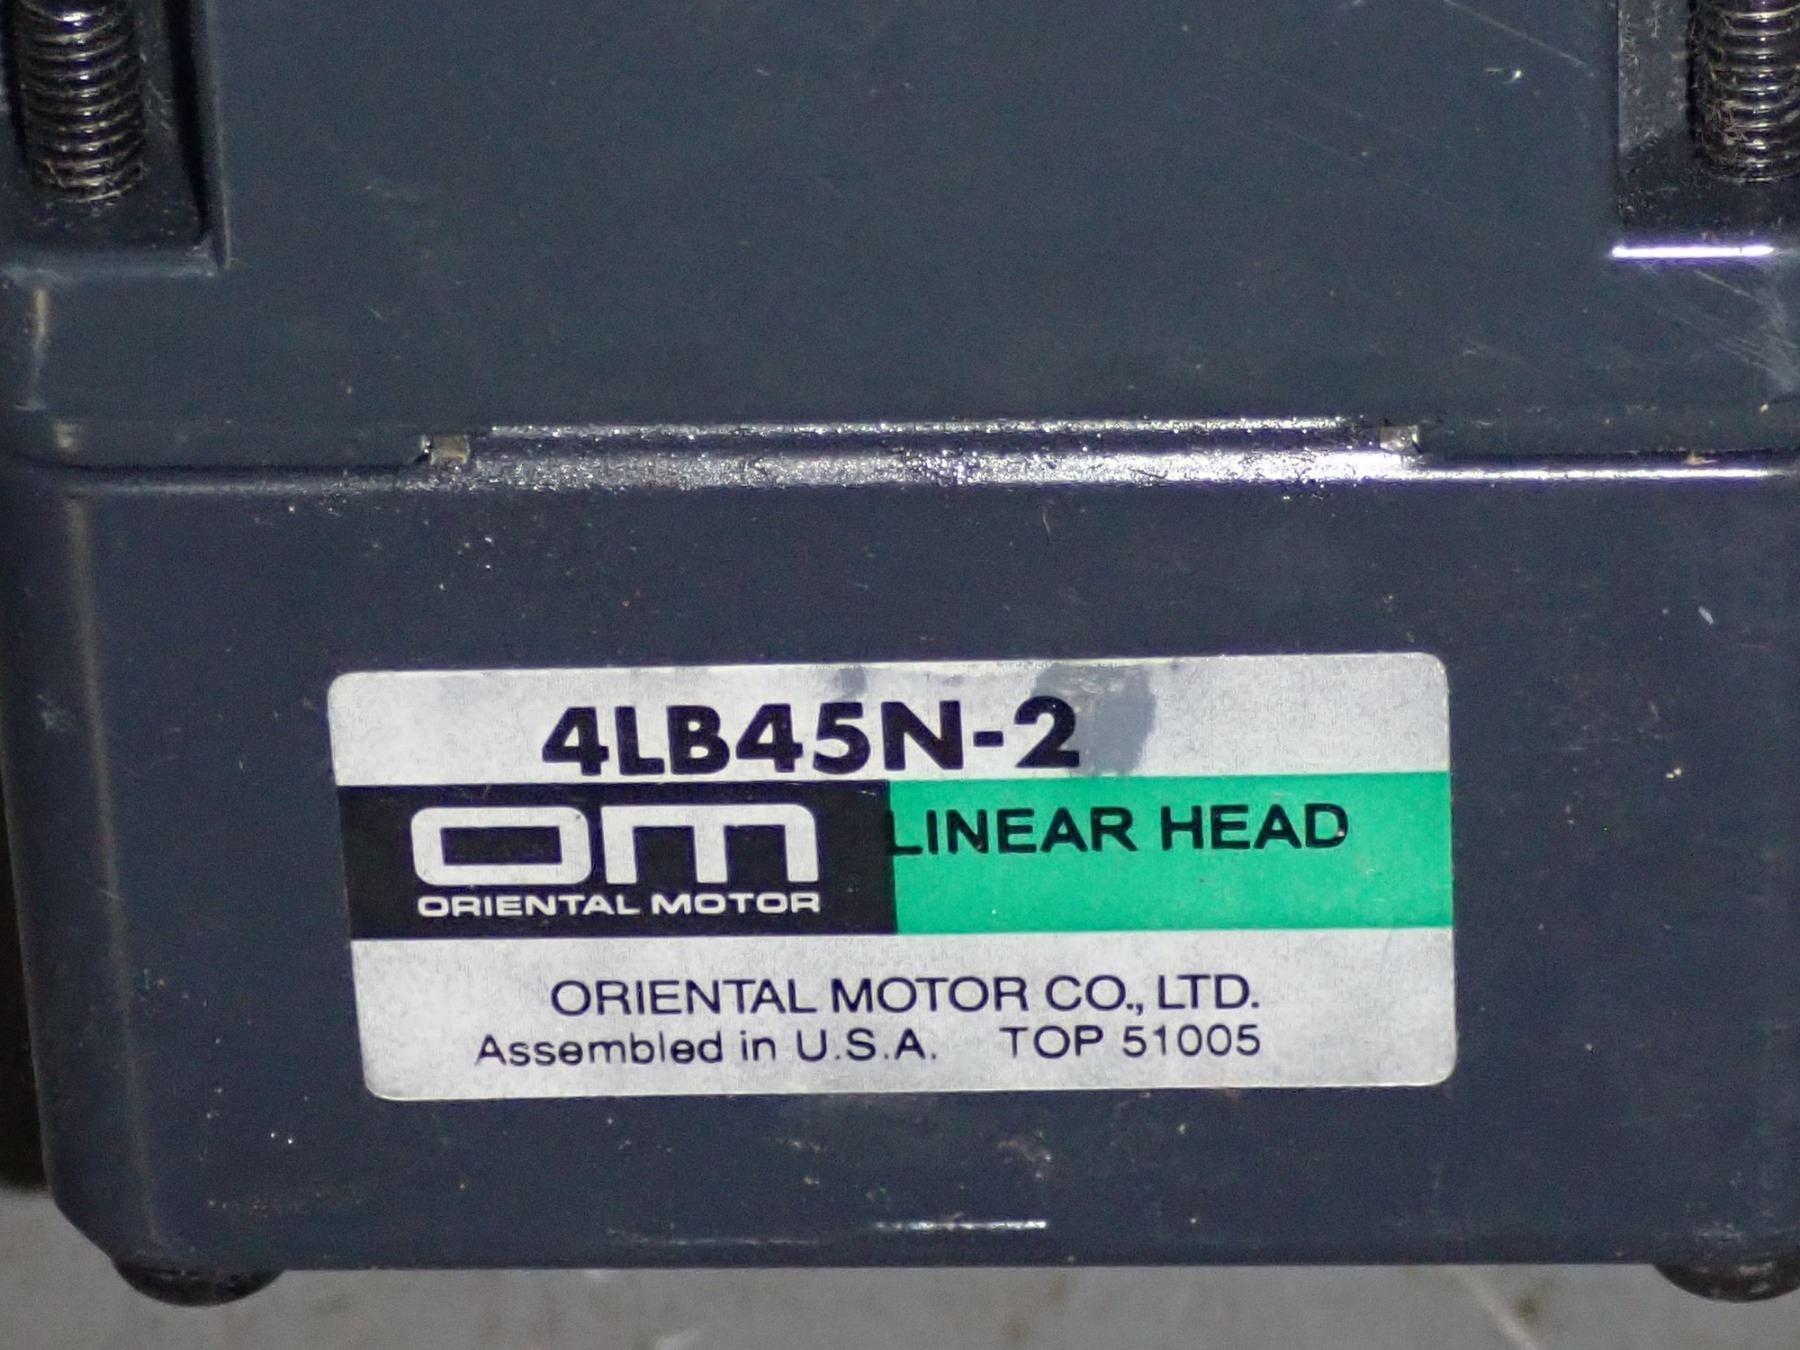 4LB45N-2
om LINEAR HEAD
ORIENTAL MOTOR
ORIENTAL MOTOR CO., LTD.
Assembled in U.S.A. TOP 51005